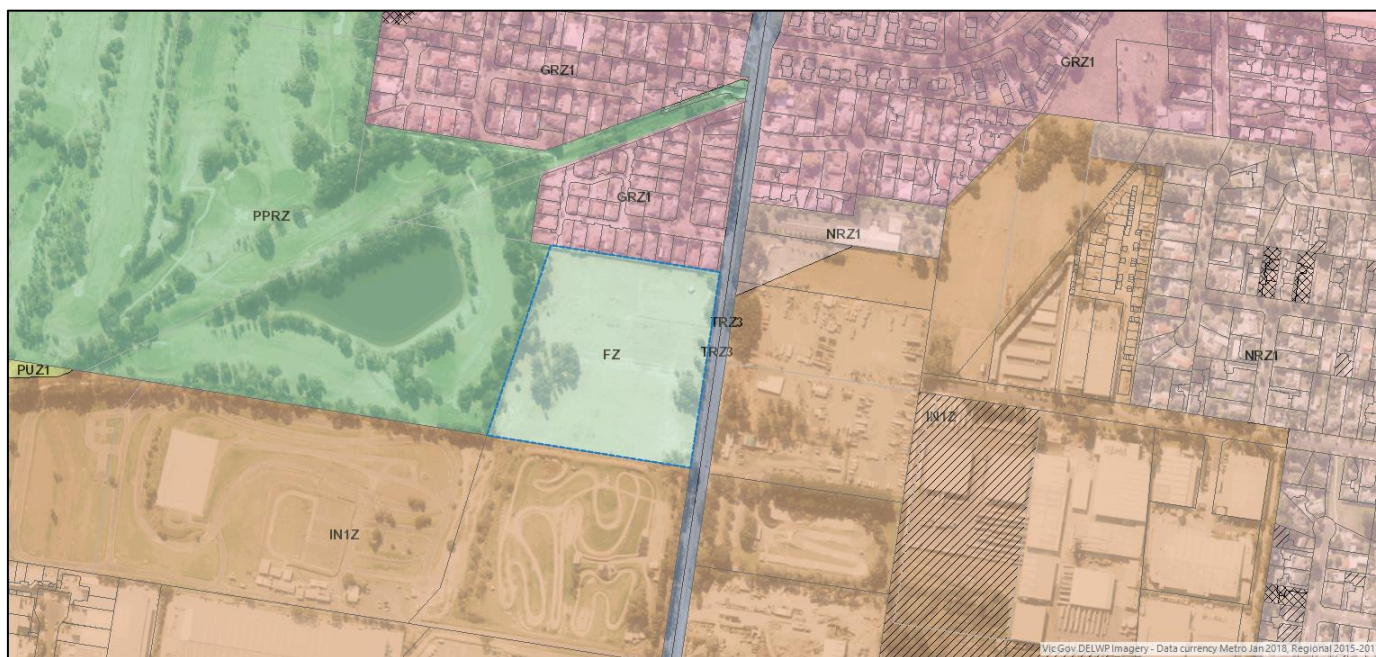 GRZ1
GRZ1
GRZ1
PPRZ
NRZ1
TRZ3
TRZ3
FZ
NRZ1
PUZ1
IN1Z
IN1Z
Vic Gov DELWP Imagery - Data currency Metro Jan 2018, Regional 2015-201